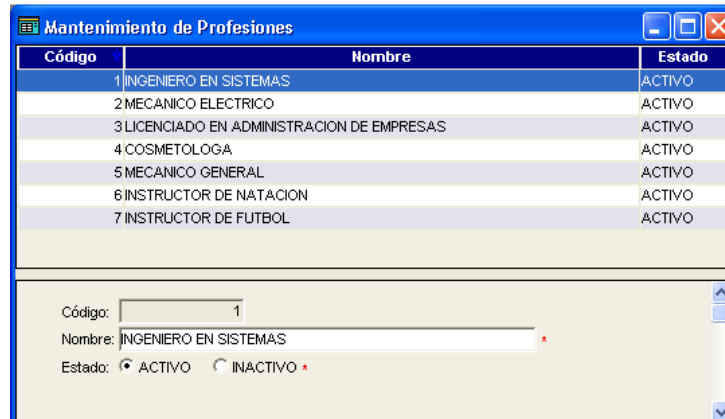 Mantenimiento de Profesiones
Código Nombre Estado
1 INGENIERO EN SISTEMAS ACTIVO
2 MECANICO ELECTRICO ACTIVO
3 LICENCIADO EN ADMINISTRACION DE EMPRESAS ACTIVO
4 COSMETOLOGA ACTIVO
5 MECANICO GENERAL ACTIVO
6 INSTRUCTOR DE NATACION ACTIVO
7 INSTRUCTOR DE FUTBOL ACTIVO
Código: 1
Nombre: INGENIERO EN SISTEMAS *
Estado: ACTIVO INACTIVO *